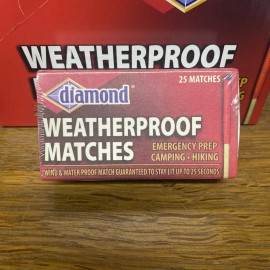 WEATHERPROOF
25 MATCHES
diamond
WEATHERPROOF
MATCHES
EMERGENCY PREP
CAMPING • HIKING
WIND & WATER PROOF MATCH GUARANTEED TO STAY LIT UP TO 25 SECONDS